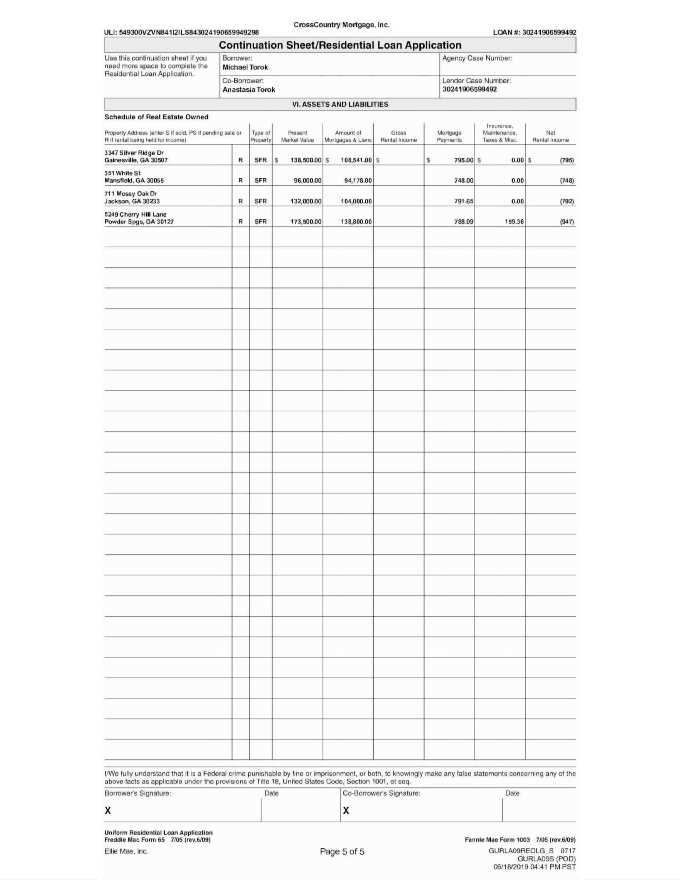 CrossCountry Mortgage, Inc.
ULI: 549300VZVN841I2ILS84302419065949298 LOAN #: 30241906599492
Continuation Sheet/Residential Loan Application
Use this continuation sheet if you
need more space to complete the
Residential Loan Application.
Borrower:
Michael Torok
Agency Case Number:
Co-Borrower:
Anastasia Torok
Lender Case Number:
30241906599492
VI. ASSETS AND LIABILITIES
Schedule of Real Estate Owned
Property Address (enter S if sold, PS if pending sale or
R if rental being held for income)
Type of
Property
Present
Market Value
Amount of
Mortgages & Liens
Gross
Rental Income
Mortgage
Payments
Insurance,
Maintenance,
Taxes & Misc.
Net
Rental Income
3347 Silver Ridge Dr
Gainesville, GA 30507 R SFR $ 138,500.00 $ 108,541.00 $ $ 795.00 $ 0.00 $ (795)
351 White St
Mansfield, GA 30055 R SFR 96,000.00 94,178.00 748.00 0.00 (748)
711 Mossy Oak Dr
Jackson, GA 30233 R SFR 132,000.00 104,000.00 791.65 0.00 (792)
5249 Cherry Hill Lane
Powder Spgs, GA 30127 R SFR 173,500.00 138,800.00 788.09 159.36 (947)
I/We fully understand that it is a Federal crime punishable by fine or imprisonment, or both, to knowingly make any false statements concerning any of the
above facts as applicable under the provisions of Title 18, United States Code, Section 1001, et seq.
Borrower's Signature: Date Co-Borrower's Signature: Date
X X
Uniform Residential Loan Application
Freddie Mac Form 65 7/05 (rev.6/09) Fannie Mae Form 1003 7/05 (rev.6/09)
Ellie Mae, Inc. Page 5 of 5 GURLA09REOLG_S 0717
GURLA09S (POD)
06/18/2019 04:41 PM PST